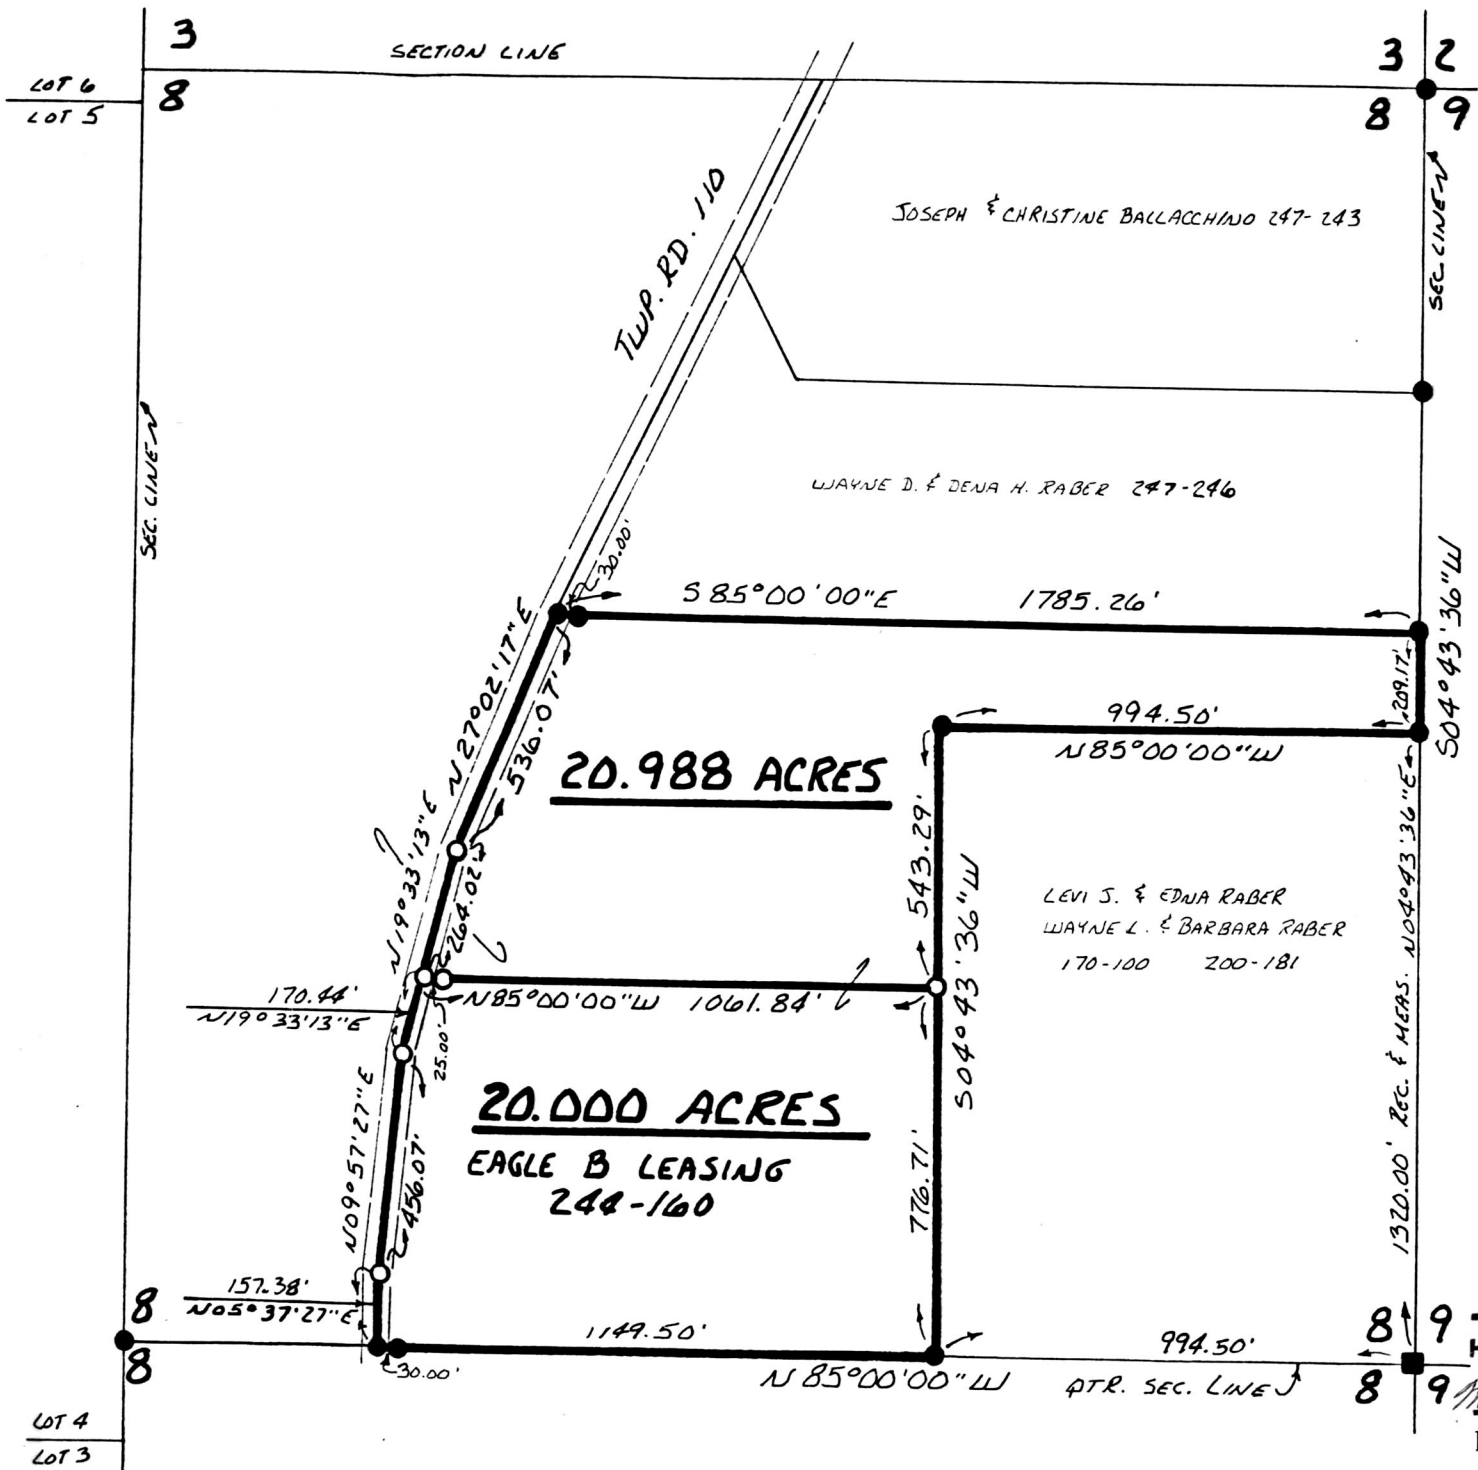 3
SECTION LINE
3 2
LOT 6
LOT 5
8
8 9
SEC. LINE N
JOSEPH & CHRISTINE BALLACCHINO 247-243
TWP. RD. 110
SEC. LINE N
WAYNE D. & DENA H. RABER 247-246
30.00'
S 85°00'00"E 1785.26'
S04°43'36"W
209.17'
N27°02'17"E
536.07'
994.50'
N85°00'00"W
20.988 ACRES
N19°33'13"E
264.02'
543.29'
S04°43'36"W
LEVI J. & EDNA RABER
WAYNE L. & BARBARA RABER
170-100 200-181
1320.00' REC. & MEAS. N04°43'36"E
170.44'
N19°33'13"E
N85°00'00"W 1061.84'
25.00'
20.000 ACRES
EAGLE B LEASING
244-160
N09°57'27"E
456.07'
776.71'
157.38'
N05°37'27"E
8
8
1149.50'
30.00'
N 85°00'00"W
994.50'
QTR. SEC. LINE
8 9
8 9
LOT 4
LOT 3